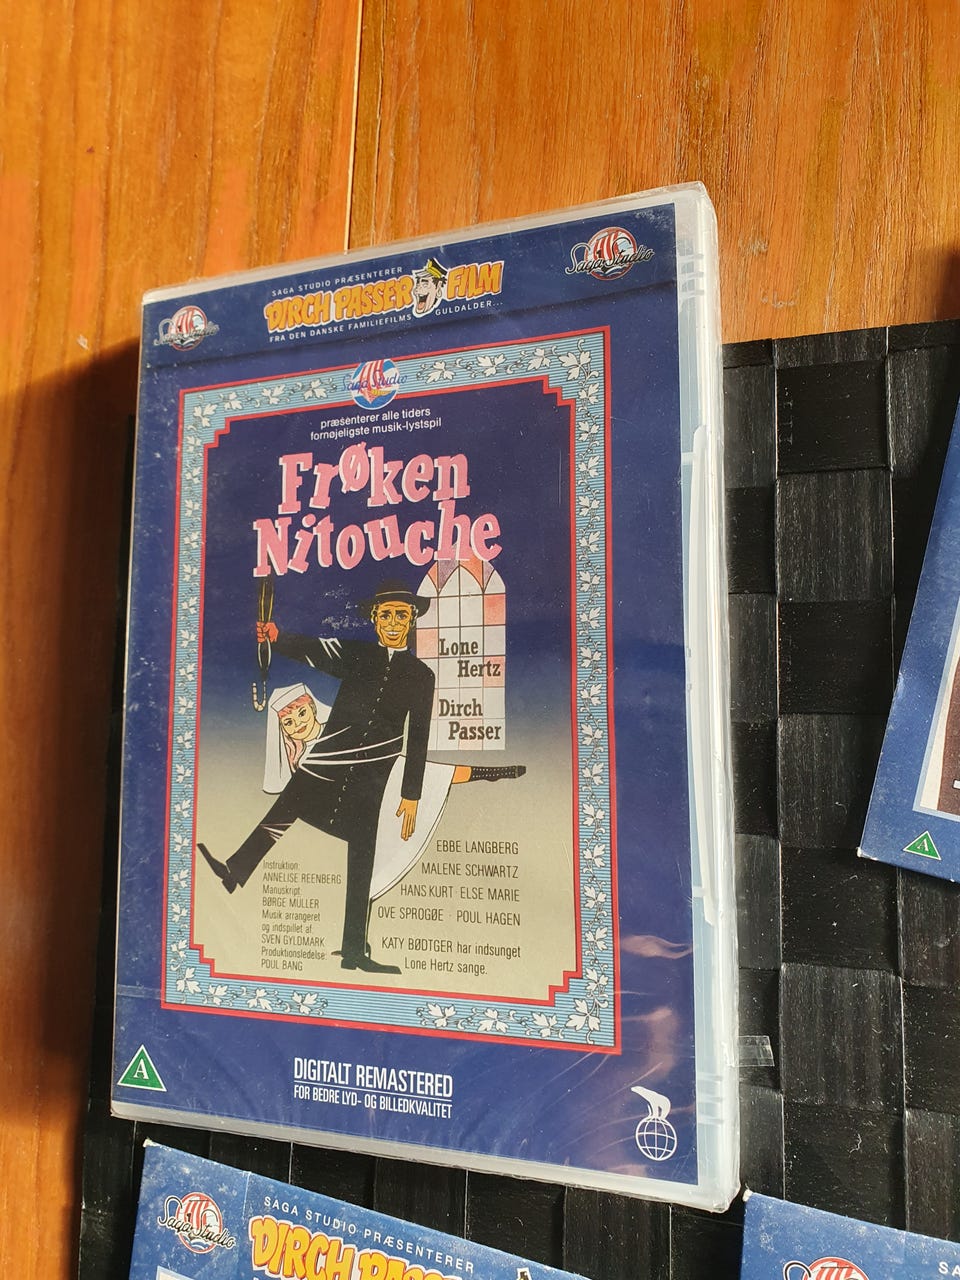 SAGA STUDIO PRÆSENTERER
DIRCH PASSER FILM
FRA DEN DANSKE FAMILIEFILMS GULDALDER...
Saga Studio
Saga Studio
Saga Studio
præsenterer alle tiders
fornøjeligste musik-lystspil
Frøken
Nitouche
Lone
Hertz
Dirch
Passer
EBBE LANGBERG
MALENE SCHWARTZ
HANS KURT · ELSE MARIE
OVE SPROGØE · POUL HAGEN
KATY BØDTGER har indsunget
Lone Hertz sange.
Instruktion:
ANNELISE REENBERG
Manuskript:
BØRGE MÜLLER
Musik arrangeret
og indspillet af
SVEN GYLDMARK
Produktionsledelse:
POUL BANG
A
DIGITALT REMASTERED
FOR BEDRE LYD- OG BILLEDKVALITET
A
Saga Studio
SAGA STUDIO PRÆSENTERER
DIRCH PASSER
Saga Studio
SA